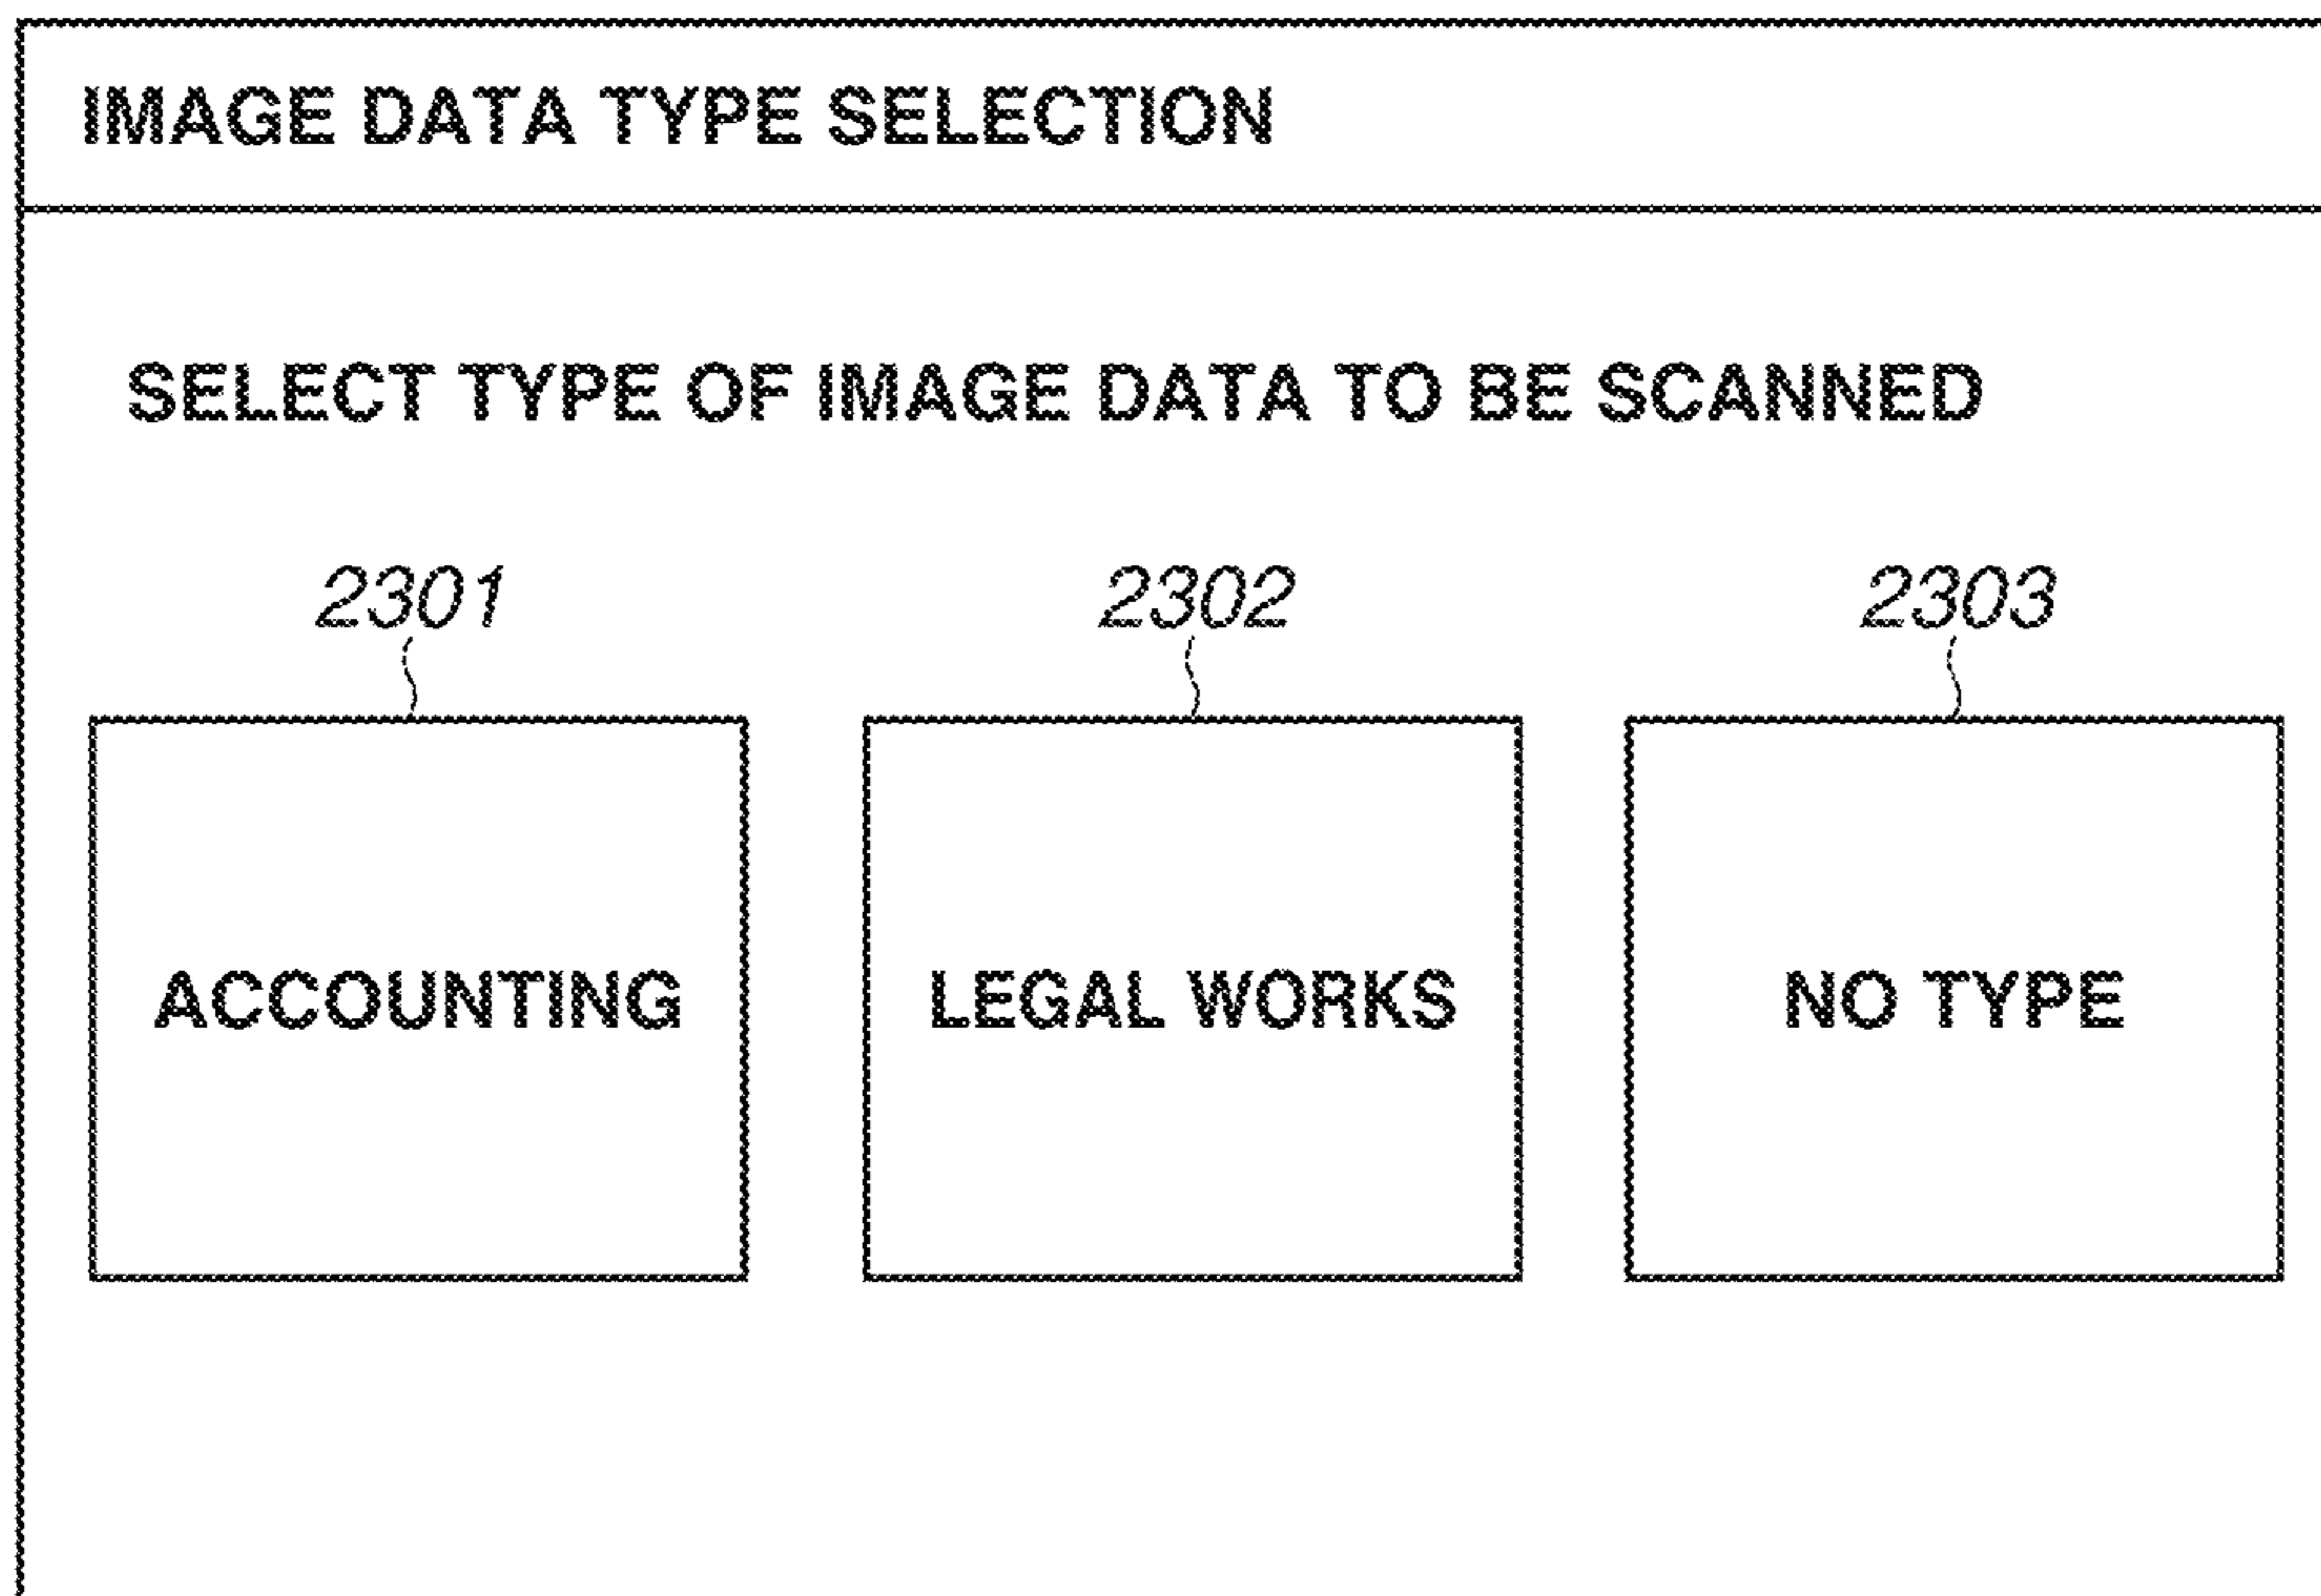 IMAGE DATA TYPE SELECTION
SELECT TYPE OF IMAGE DATA TO BE SCANNED
2301 2302 2303
ACCOUNTING LEGAL WORKS NO TYPE